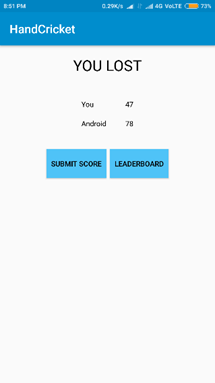 8:51 PM 0.29K/s 4G VoLTE 73%
HandCricket
YOU LOST
You 47
Android 78
SUBMIT SCORE LEADERBOARD